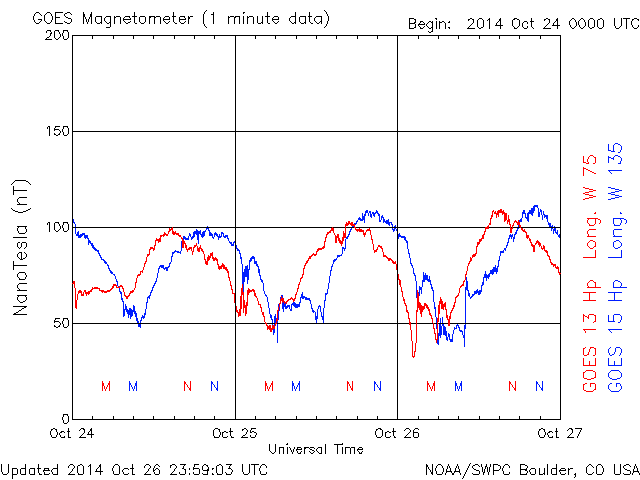 GOES Magnetometer (1 minute data)
Begin: 2014 Oct 24 0000 UTC
200
150
100
50
0
NanoTesla (nT)
M M N N M M N N M M N N
Oct 24 Oct 25 Oct 26 Oct 27
Universal Time
GOES 13 Hp Long. W 75
GOES 15 Hp Long. W 135
Updated 2014 Oct 26 23:59:03 UTC
NOAA/SWPC Boulder, CO USA